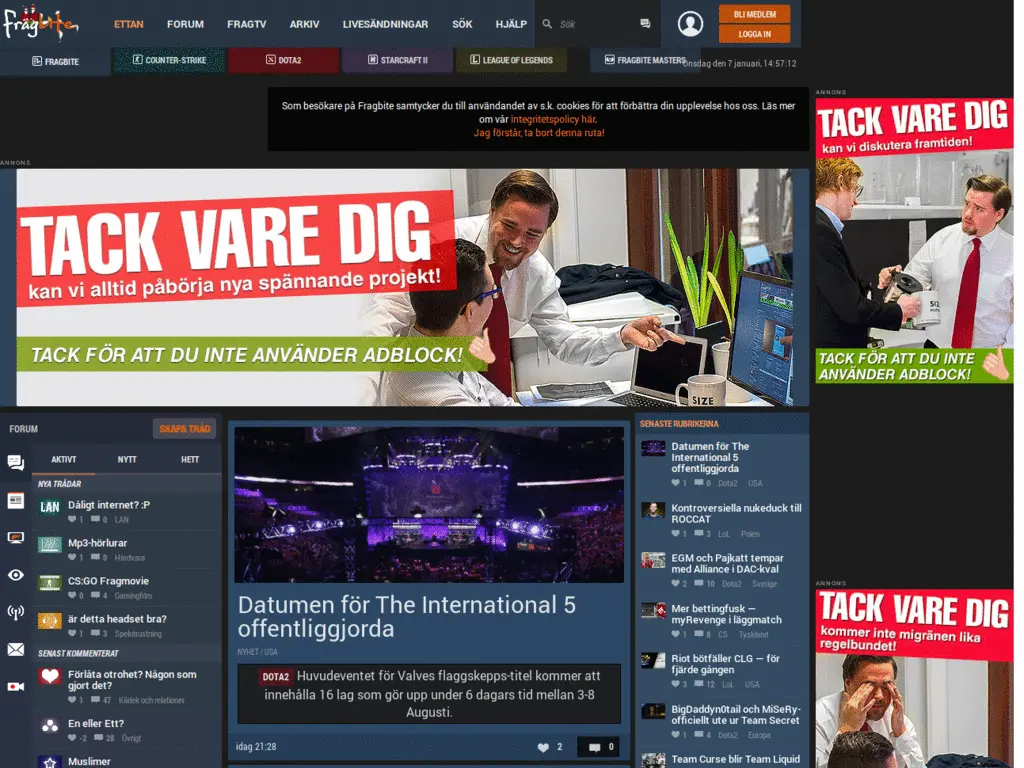 Fragbite
ETTAN
FORUM
FRAGTV
ARKIV
LIVESÄNDNINGAR
SÖK
HJÄLP
Sök
BLI MEDLEM
LOGGA IN
FRAGBITE
COUNTER-STRIKE
DOTA2
STARCRAFT II
LEAGUE OF LEGENDS
FRAGBITE MASTERS
Onsdag den 7 januari, 14:57:12
Som besökare på Fragbite samtycker du till användandet av s.k. cookies för att förbättra din upplevelse hos oss. Läs mer
om vår integritetspolicy här.
Jag förstår, ta bort denna ruta!
ANNONS
TACK VARE DIG
kan vi alltid påbörja nya spännande projekt!
TACK FÖR ATT DU INTE ANVÄNDER ADBLOCK!
SIZE
ANNONS
TACK VARE DIG
kan vi diskutera framtiden!
SIZ
TACK FÖR ATT DU INTE
ANVÄNDER ADBLOCK!
FORUM
SKAPA TRÅD
AKTIVT
NYTT
HETT
NYA TRÅDAR
LAN
Dåligt internet? :P
1 0 LAN
Mp3-hörlurar
1 0 Hårdvara
CS:GO Fragmovie
0 4 Gamingfilm
är detta headset bra?
1 3 Spelutrustning
SENAST KOMMENTERAT
Förlåta otrohet? Någon som
gjort det?
1 47 Kärlek och relationer
En eller Ett?
-2 28 Övrigt
Muslimer
Datumen för The International 5
offentliggjorda
NYHET / USA
DOTA2 Huvudeventet för Valves flaggskepps-titel kommer att
innehålla 16 lag som gör upp under 6 dagars tid mellan 3-8
Augusti.
idag 21:28
2
0
SENASTE RUBRIKERNA
Datumen för The
International 5
offentliggjorda
1 0 Dota2 USA
Kontroversiella nukeduck till
ROCCAT
1 3 LoL Polen
EGM och Pajkatt tempar
med Alliance i DAC-kval
2 10 Dota2 Sverige
Mer bettingfusk —
myRevenge i läggmatch
1 6 CS Tyskland
Riot bötfäller CLG — för
fjärde gången
3 12 LoL USA
BigDaddyn0tail och MiSeRy-
officiellt ute ur Team Secret
1 4 Dota2 Europa
Team Curse blir Team Liquid
ANNONS
TACK VARE DIG
kommer inte migränen lika
regelbundet!